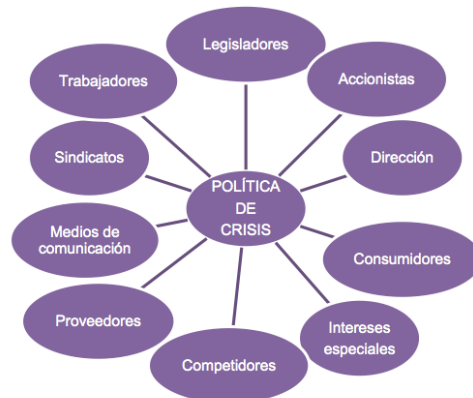 Legisladores
Trabajadores
Accionistas
Sindicatos
Dirección
POLÍTICA
DE
CRISIS
Medios de
comunicación
Consumidores
Proveedores
Intereses
especiales
Competidores